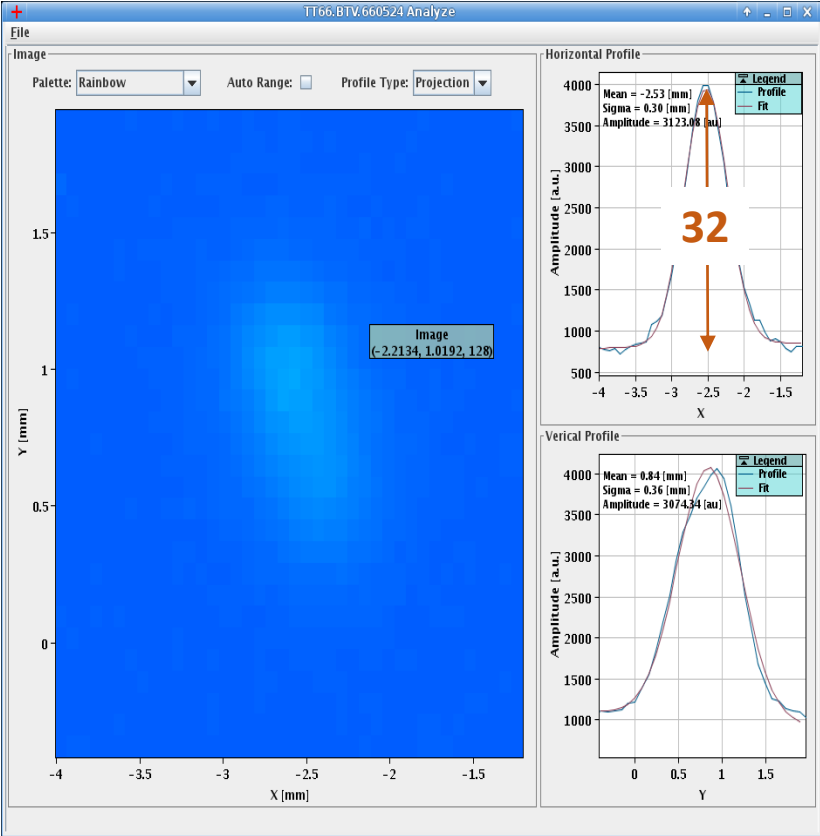 TT66.BTV.660524 Analyze
File
Image
Palette: Rainbow Auto Range: Profile Type: Projection
1.5
1
0.5
0
Y [mm]
-4 -3.5 -3 -2.5 -2 -1.5
X [mm]
Image
(-2.2134, 1.0192, 128)
Horizontal Profile
Legend
Profile
Fit
Mean = -2.53 [mm]
Sigma = 0.30 [mm]
Amplitude = 3123.08 [au]
32
4000
3500
3000
2500
2000
1500
1000
500
Amplitude [a.u.]
-4 -3.5 -3 -2.5 -2 -1.5
X
Verical Profile
Legend
Profile
Fit
Mean = 0.84 [mm]
Sigma = 0.36 [mm]
Amplitude = 3074.34 [au]
4000
3500
3000
2500
2000
1500
1000
Amplitude [a.u.]
0 0.5 1 1.5
Y